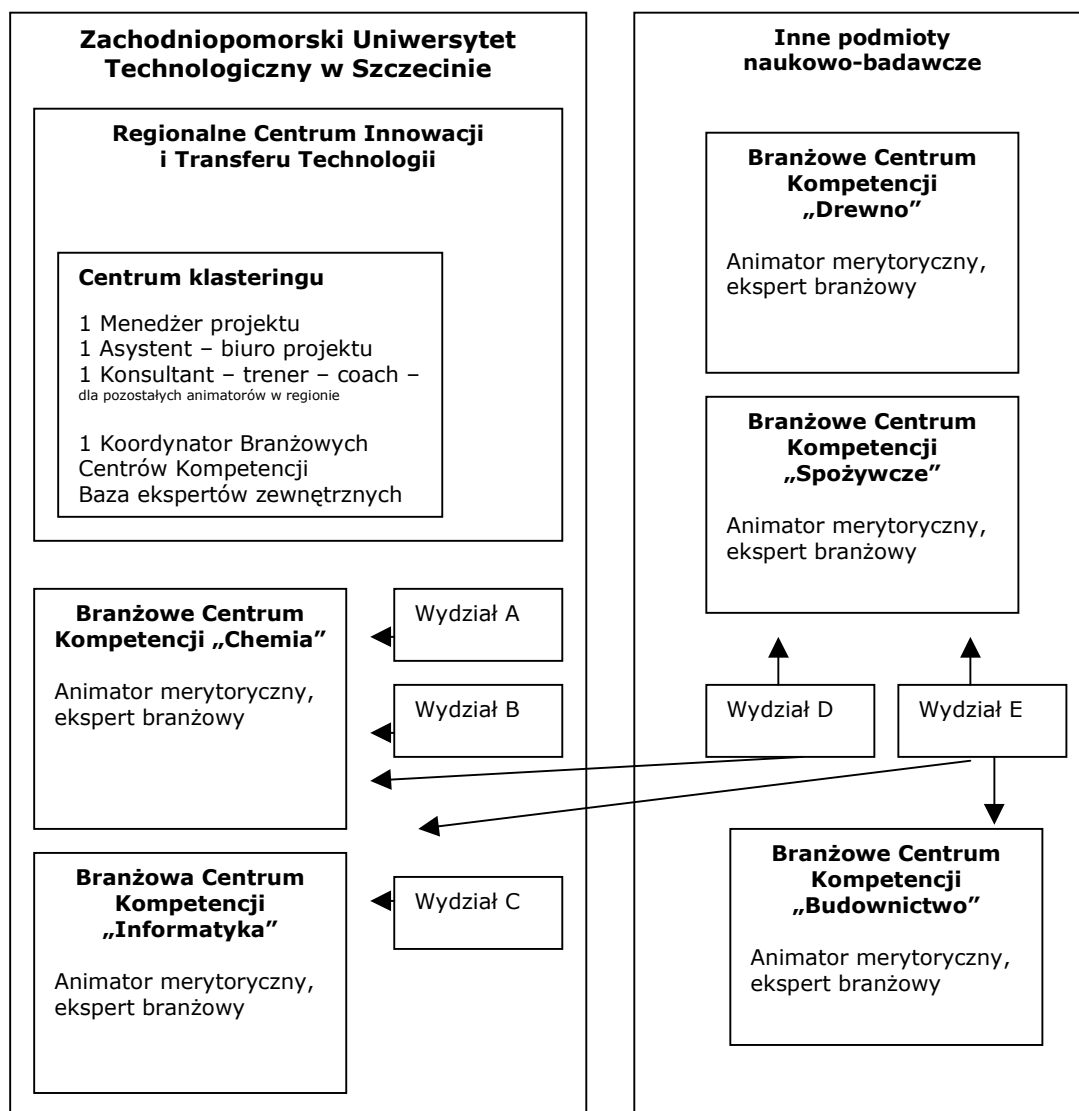 Zachodniopomorski Uniwersytet
Technologiczny w Szczecinie
Regionalne Centrum Innowacji
i Transferu Technologii
Centrum klasteringu
1 Menedżer projektu
1 Asystent – biuro projektu
1 Konsultant – trener – coach –
dla pozostałych animatorów w regionie
1 Koordynator Branżowych
Centrów Kompetencji
Baza ekspertów zewnętrznych
Branżowe Centrum
Kompetencji „Chemia”
Animator merytoryczny,
ekspert branżowy
Wydział A
Wydział B
Branżowa Centrum
Kompetencji
„Informatyka”
Animator merytoryczny,
ekspert branżowy
Wydział C
Inne podmioty
naukowo-badawcze
Branżowe Centrum
Kompetencji
„Drewno”
Animator merytoryczny,
ekspert branżowy
Branżowe Centrum
Kompetencji
„Spożywcze”
Animator merytoryczny,
ekspert branżowy
Wydział D
Wydział E
Branżowe Centrum
Kompetencji
„Budownictwo”
Animator merytoryczny,
ekspert branżowy